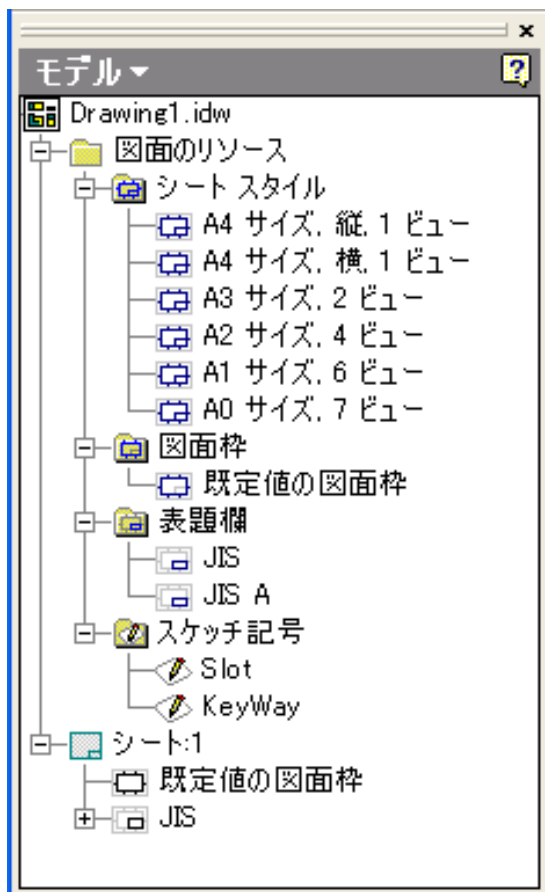 モデル
Drawing1.idw
図面のリソース
シート スタイル
A4 サイズ, 縦, 1 ビュー
A4 サイズ, 横, 1 ビュー
A3 サイズ, 2 ビュー
A2 サイズ, 4 ビュー
A1 サイズ, 6 ビュー
A0 サイズ, 7 ビュー
図面枠
既定値の図面枠
表題欄
JIS
JIS A
スケッチ記号
Slot
KeyWay
シート:1
既定値の図面枠
JIS